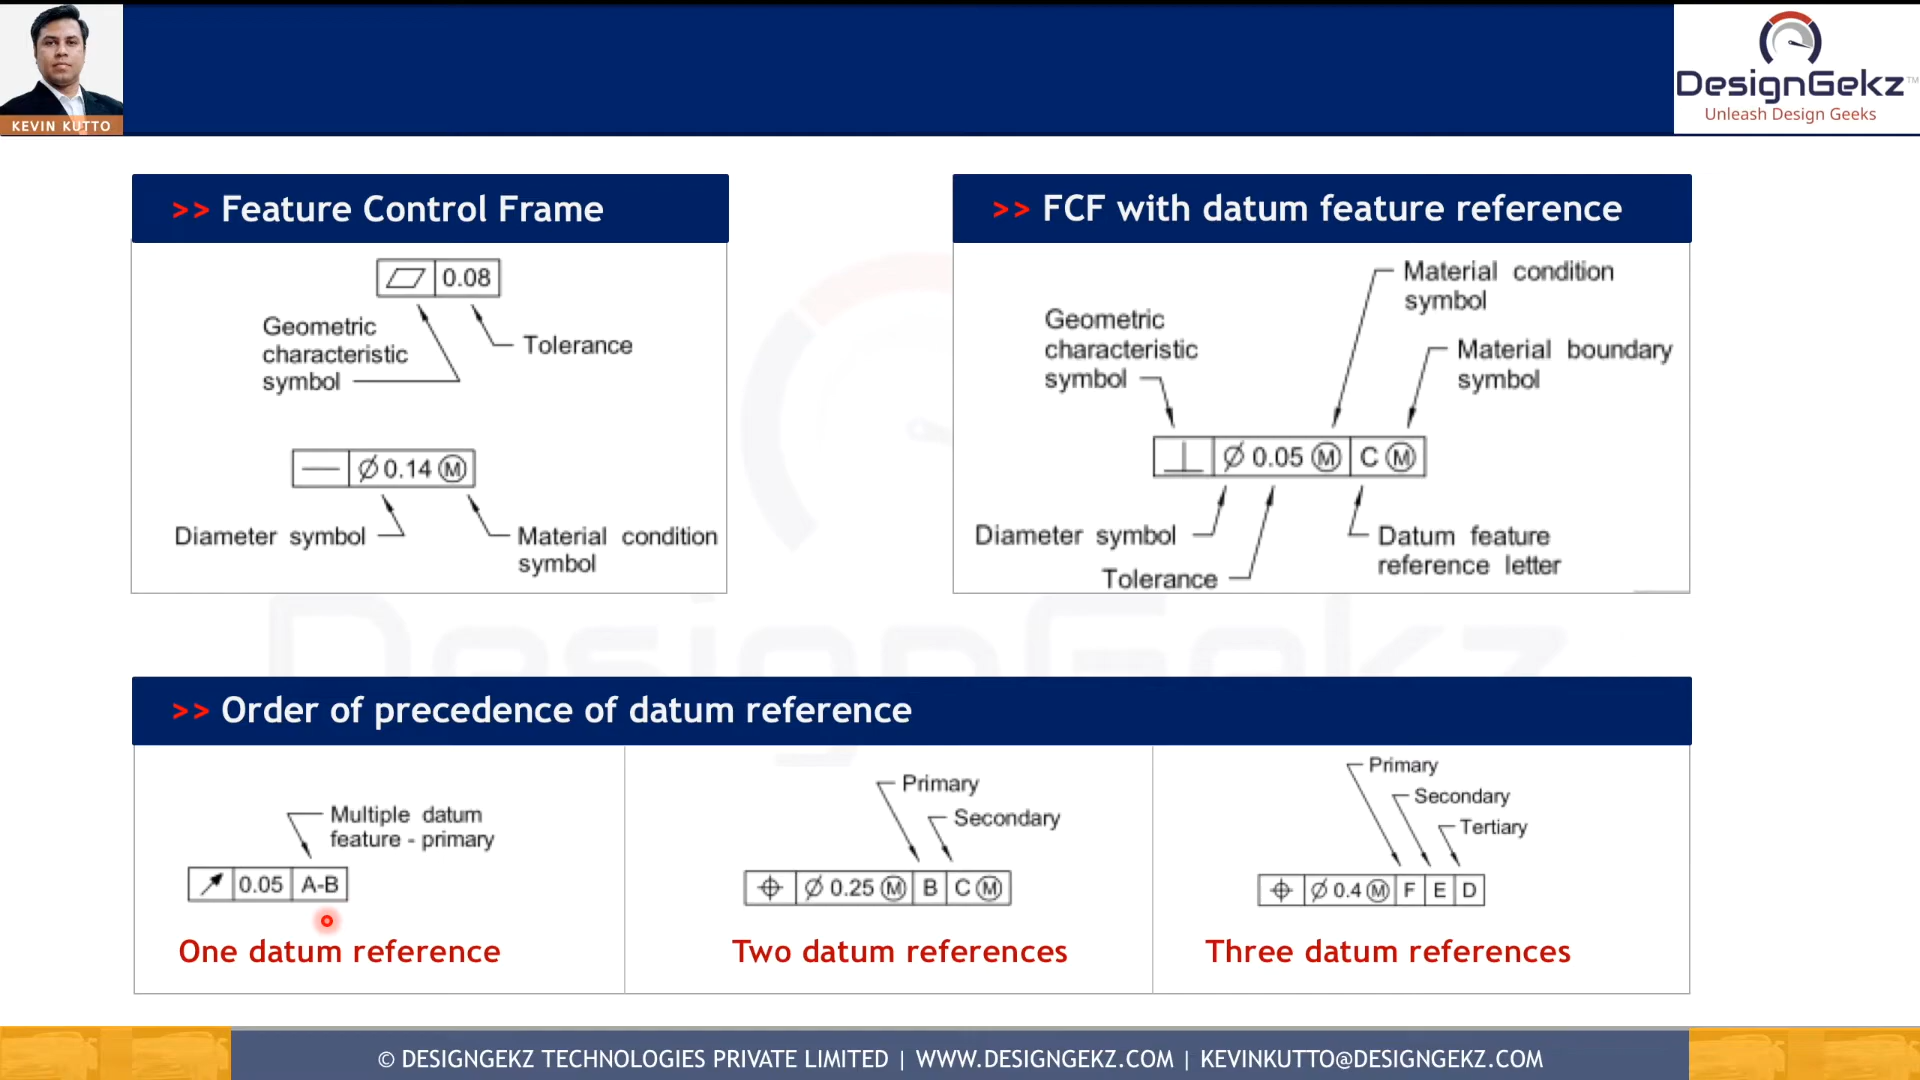 KEVIN KUTTO
DesignGekz™
Unleash Design Geeks
>> Feature Control Frame
0.08
Geometric
characteristic
symbol
Tolerance
⌀ 0.14 Ⓜ
Diameter symbol
Material condition
symbol
>> FCF with datum feature reference
Material condition
symbol
Geometric
characteristic
symbol
Material boundary
symbol
⌀ 0.05 Ⓜ C Ⓜ
Diameter symbol
Tolerance
Datum feature
reference letter
DesignGekz
>> Order of precedence of datum reference
Multiple datum
feature - primary
0.05 A-B
One datum reference
Primary
Secondary
⌀ 0.25 Ⓜ B C Ⓜ
Two datum references
Primary
Secondary
Tertiary
⌀ 0.4 Ⓜ F E D
Three datum references
© DESIGNGEKZ TECHNOLOGIES PRIVATE LIMITED | WWW.DESIGNGEKZ.COM | KEVINKUTTO@DESIGNGEKZ.COM